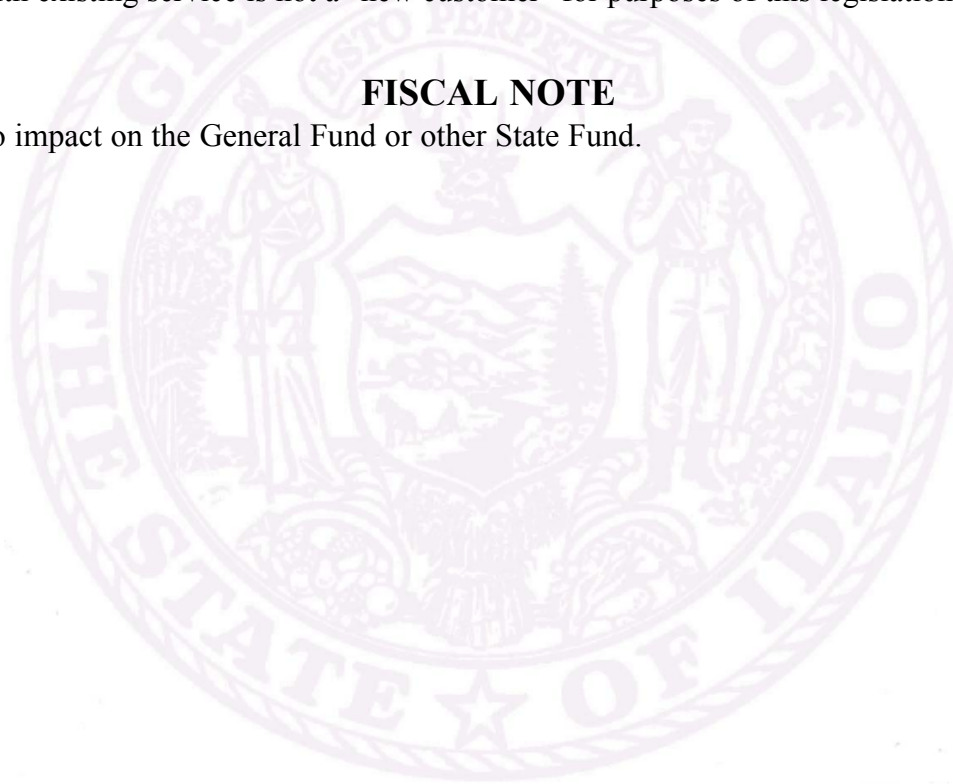 existing service is not a "new customer" for purposes of this legislation
FISCAL NOTE
impact on the General Fund or other State Fund.
ESTO PERPETUA
THE GREAT SEAL OF
STATE OF IDAHO